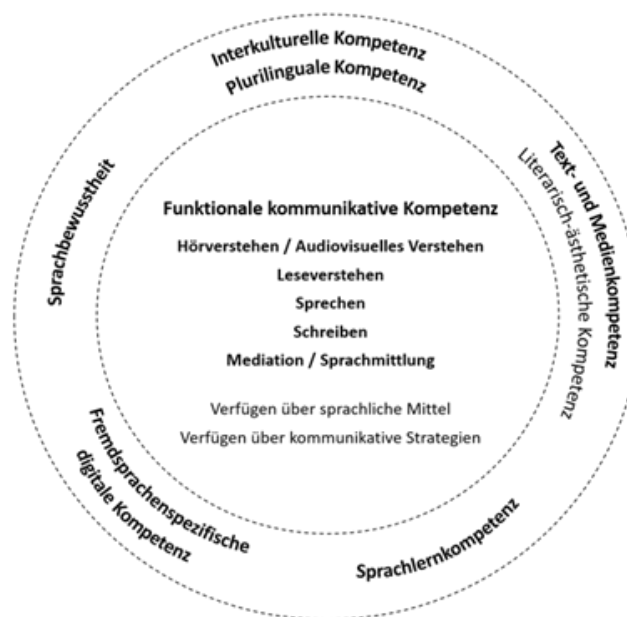 Interkulturelle Kompetenz
Plurilinguale Kompetenz
Text- und Medienkompetenz
Literarisch-ästhetische Kompetenz
Sprachbewusstheit
Funktionale kommunikative Kompetenz
Hörverstehen / Audiovisuelles Verstehen
Leseverstehen
Sprechen
Schreiben
Mediation / Sprachmittlung
Verfügen über sprachliche Mittel
Verfügen über kommunikative Strategien
Fremdsprachenspezifische
digitale Kompetenz
Sprachlernkompetenz